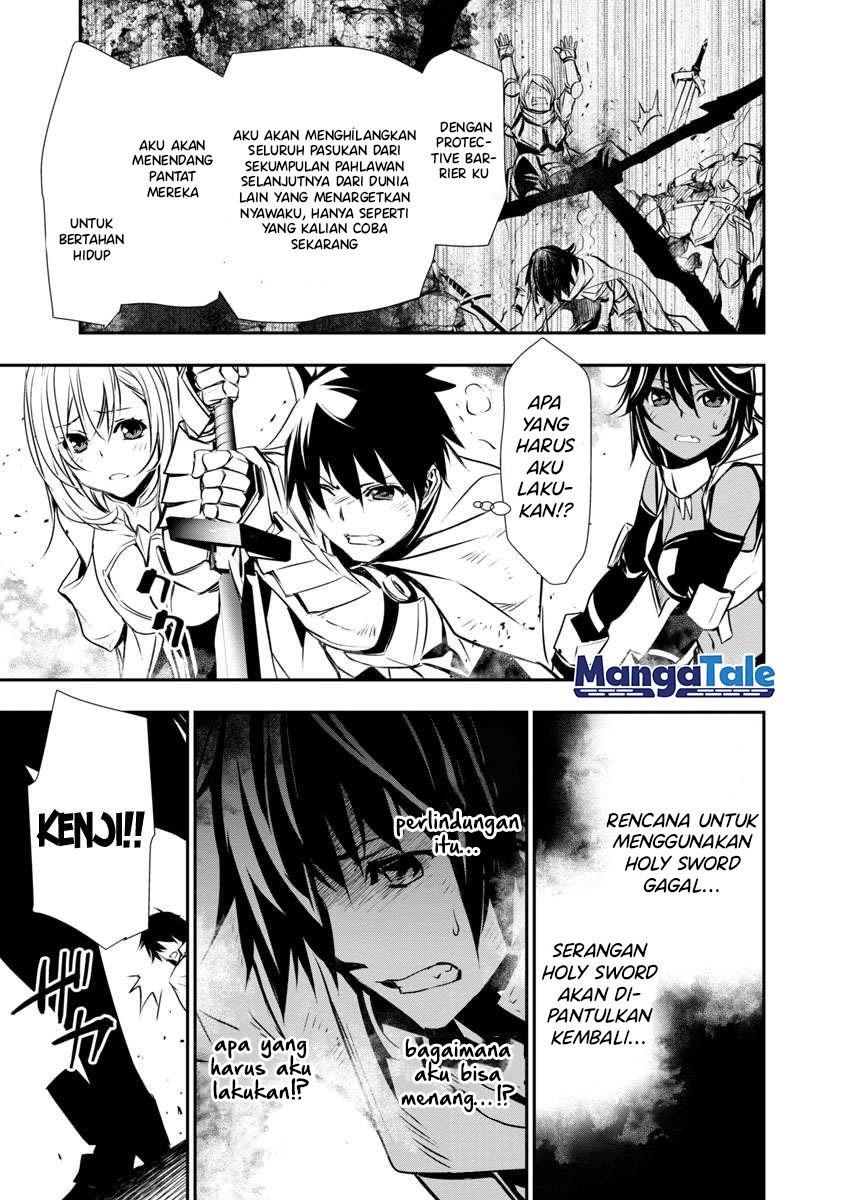 DENGAN
PROTEC-
TIVE BAR-
RIER KU
AKU AKAN MENGHILANGKAN
SELURUH PASUKAN DARI
SEKUMPULAN PAHLAWAN
SELANJUTNYA DARI DUNIA
LAIN YANG MENARGETKAN
NYAWAKU, HANYA SEPERTI
YANG KALIAN COBA
SEKARANG
AKU AKAN
MENENDANG
PANTAT
MEREKA
UNTUK
BERTAHAN
HIDUP
APA
YANG
HARUS
AKU
LAKU-
KAN!?
MangaTale
RENCANA UNTUK
MENGGUNAKAN
HOLY SWORD
GAGAL...
SERANGAN
HOLY SWORD
AKAN DI-
PANTULKAN
KEMBALI...
perlindungan
itu...
bagaimana
aku bisa
menang...!?
apa yang
harus aku
lakukan!?
KENJI!!